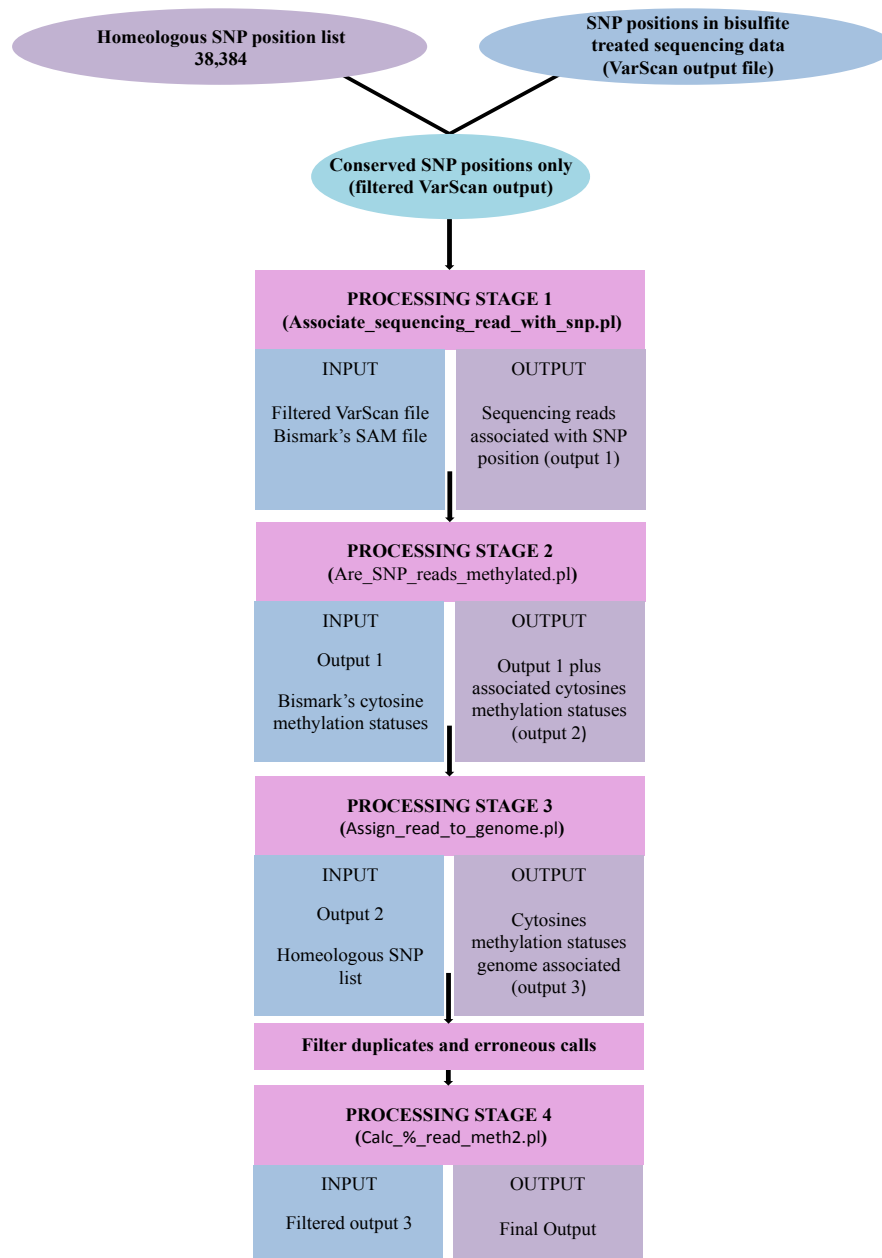 Homeologous SNP position list
38,384
SNP positions in bisulfite
treated sequencing data
(VarScan output file)
Conserved SNP positions only
(filtered VarScan output)
PROCESSING STAGE 1
(Associate_sequencing_read_with_snp.pl)
INPUT
Filtered VarScan file
Bismark's SAM file
OUTPUT
Sequencing reads
associated with SNP
position (output 1)
PROCESSING STAGE 2
(Are_SNP_reads_methylated.pl)
INPUT
Output 1
Bismark's cytosine
methylation statuses
OUTPUT
Output 1 plus
associated cytosines
methylation statuses
(output 2)
PROCESSING STAGE 3
(Assign_read_to_genome.pl)
INPUT
Output 2
Homeologous SNP
list
OUTPUT
Cytosines
methylation statuses
genome associated
(output 3)
Filter duplicates and erroneous calls
PROCESSING STAGE 4
(Calc_%_read_meth2.pl)
INPUT
Filtered output 3
OUTPUT
Final Output